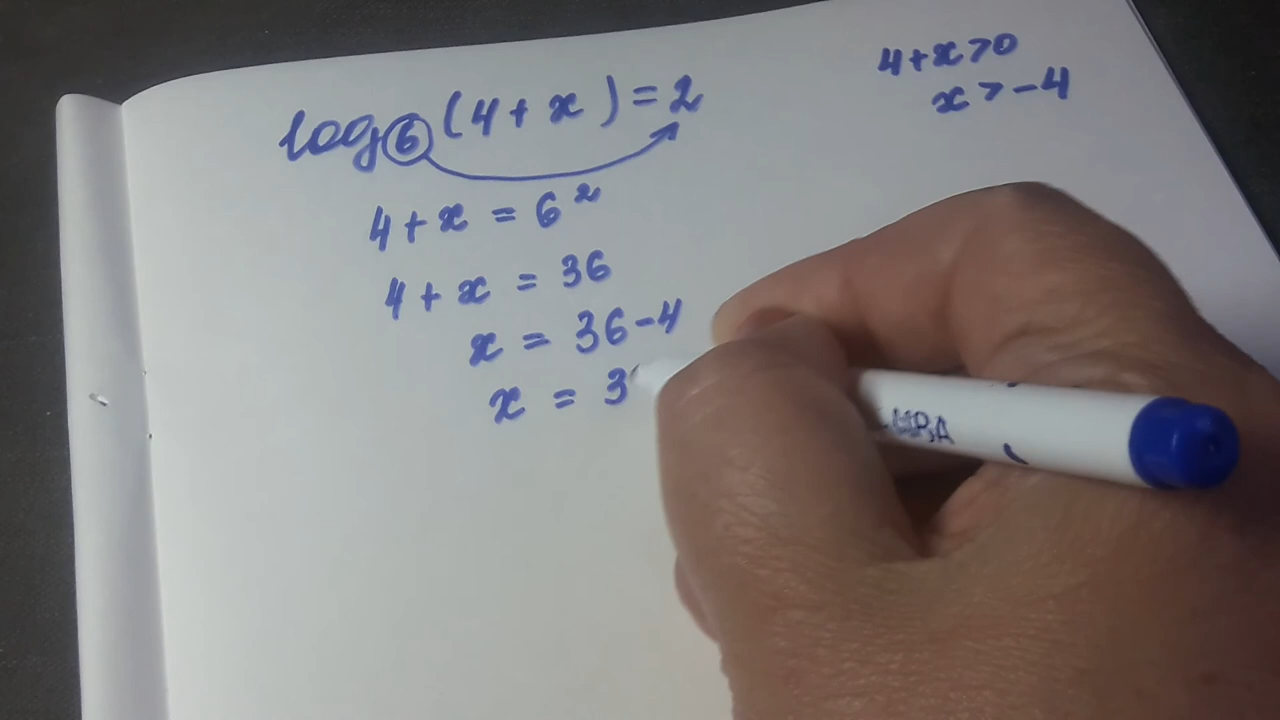 log₆(4+x)=2
4+x>0
x>-4
4+x = 6²
4+x = 36
x = 36-4
x = 3